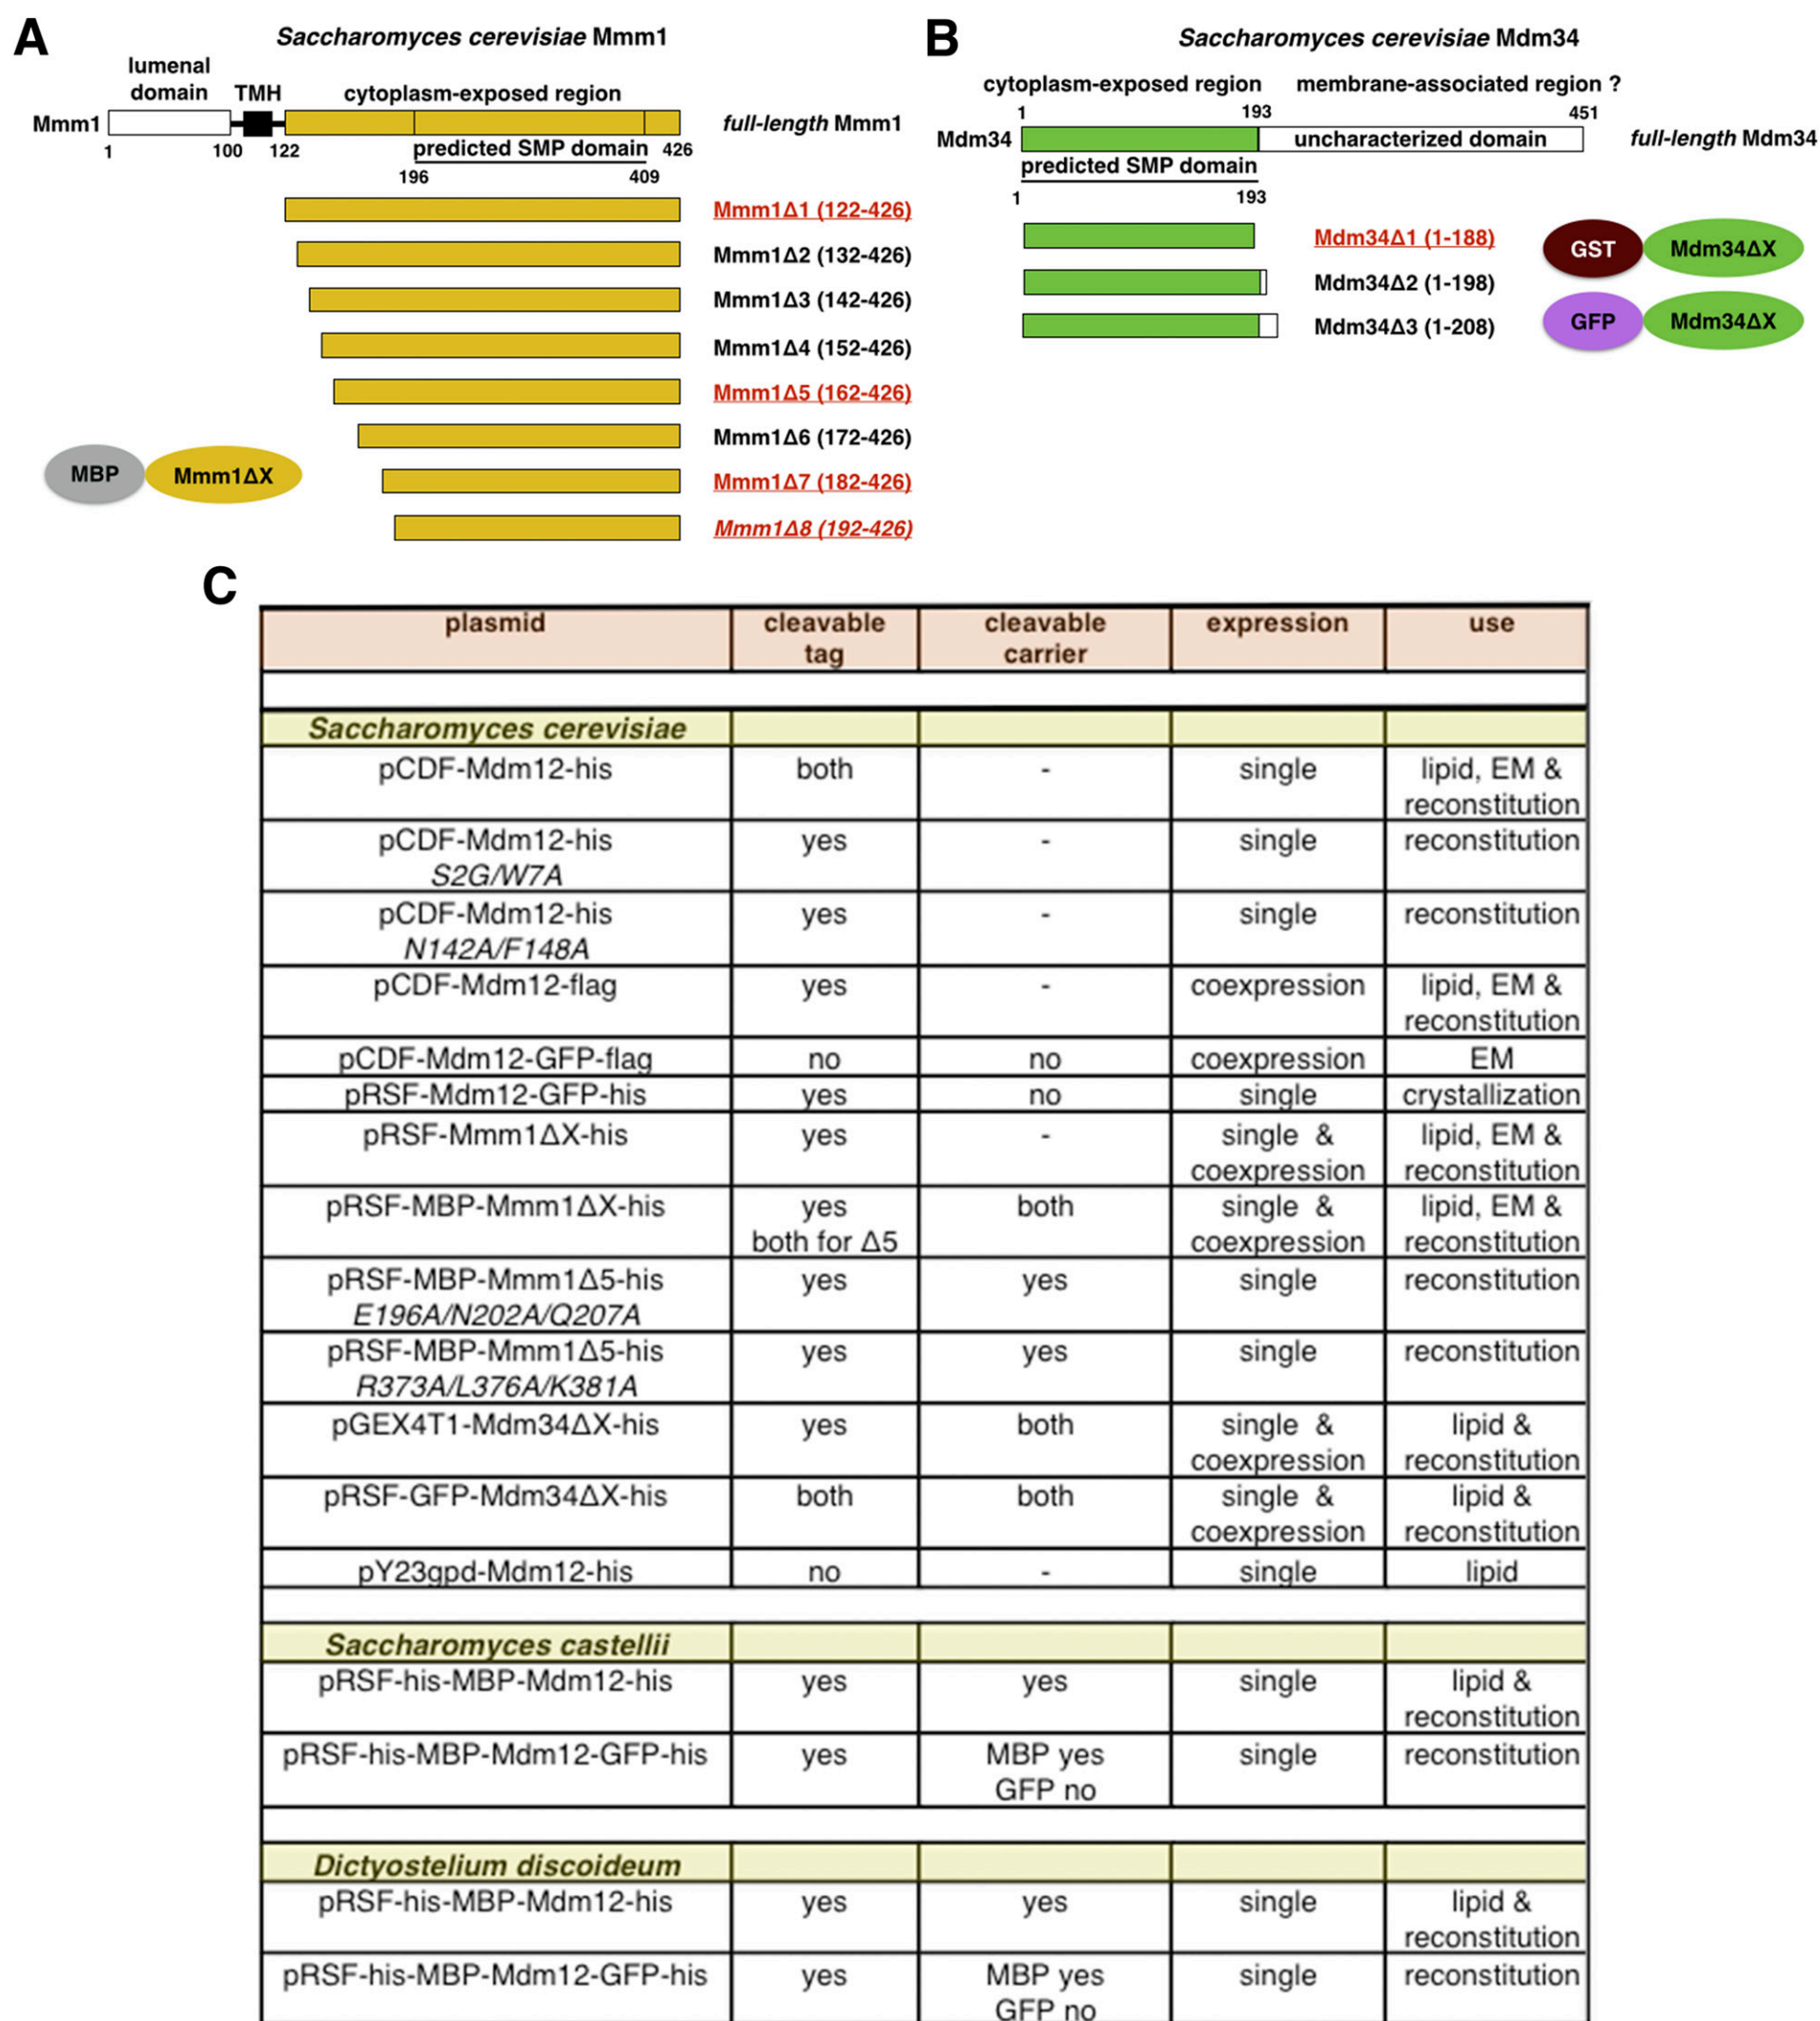 A
Saccharomyces cerevisiae Mmm1
lumenal
domain
TMH
cytoplasm-exposed region
Mmm1
full-length Mmm1
1
100
122
predicted SMP domain
426
196
409
Mmm1Δ1 (122-426)
Mmm1Δ2 (132-426)
Mmm1Δ3 (142-426)
Mmm1Δ4 (152-426)
Mmm1Δ5 (162-426)
Mmm1Δ6 (172-426)
MBP
Mmm1ΔX
Mmm1Δ7 (182-426)
Mmm1Δ8 (192-426)
B
Saccharomyces cerevisiae Mdm34
cytoplasm-exposed region
membrane-associated region ?
1
193
451
Mdm34
uncharacterized domain
full-length Mdm34
predicted SMP domain
1
193
Mdm34Δ1 (1-188)
GST
Mdm34ΔX
Mdm34Δ2 (1-198)
Mdm34Δ3 (1-208)
GFP
Mdm34ΔX
C
plasmid cleavable tag cleavable carrier expression use
Saccharomyces cerevisiae
pCDF-Mdm12-his both - single lipid, EM &
reconstitution
pCDF-Mdm12-his yes - single reconstitution
S2G/W7A
pCDF-Mdm12-his yes - single reconstitution
N142A/F148A
pCDF-Mdm12-flag yes - coexpression lipid, EM &
reconstitution
pCDF-Mdm12-GFP-flag no no coexpression EM
pRSF-Mdm12-GFP-his yes no single crystallization
pRSF-Mmm1ΔX-his yes - single & lipid, EM &
coexpression reconstitution
pRSF-MBP-Mmm1ΔX-his yes both single & lipid, EM &
both for Δ5 coexpression reconstitution
pRSF-MBP-Mmm1Δ5-his yes yes single reconstitution
E196A/N202A/Q207A
pRSF-MBP-Mmm1Δ5-his yes yes single reconstitution
R373A/L376A/K381A
pGEX4T1-Mdm34ΔX-his yes both single & lipid &
coexpression reconstitution
pRSF-GFP-Mdm34ΔX-his both both single & lipid &
coexpression reconstitution
pY23gpd-Mdm12-his no - single lipid
Saccharomyces castellii
pRSF-his-MBP-Mdm12-his yes yes single lipid &
reconstitution
pRSF-his-MBP-Mdm12-GFP-his yes MBP yes single reconstitution
GFP no
Dictyostelium discoideum
pRSF-his-MBP-Mdm12-his yes yes single lipid &
reconstitution
pRSF-his-MBP-Mdm12-GFP-his yes MBP yes single reconstitution
GFP no